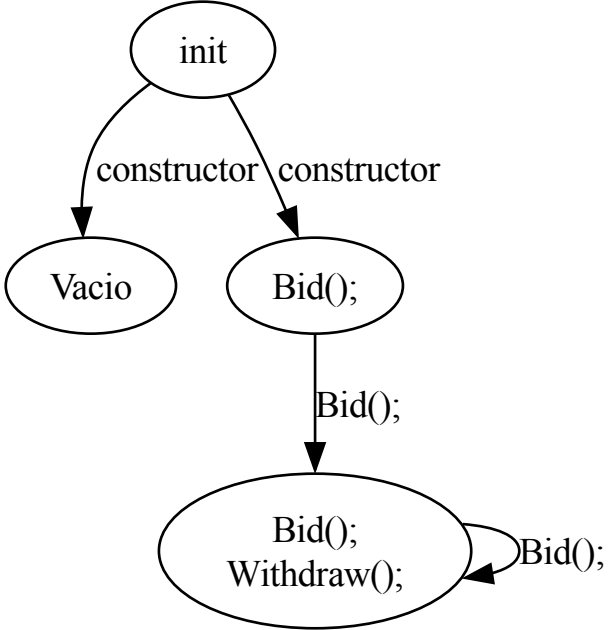 init
constructor
constructor
Vacio
Bid();
Bid();
Bid();
Withdraw();
Bid();